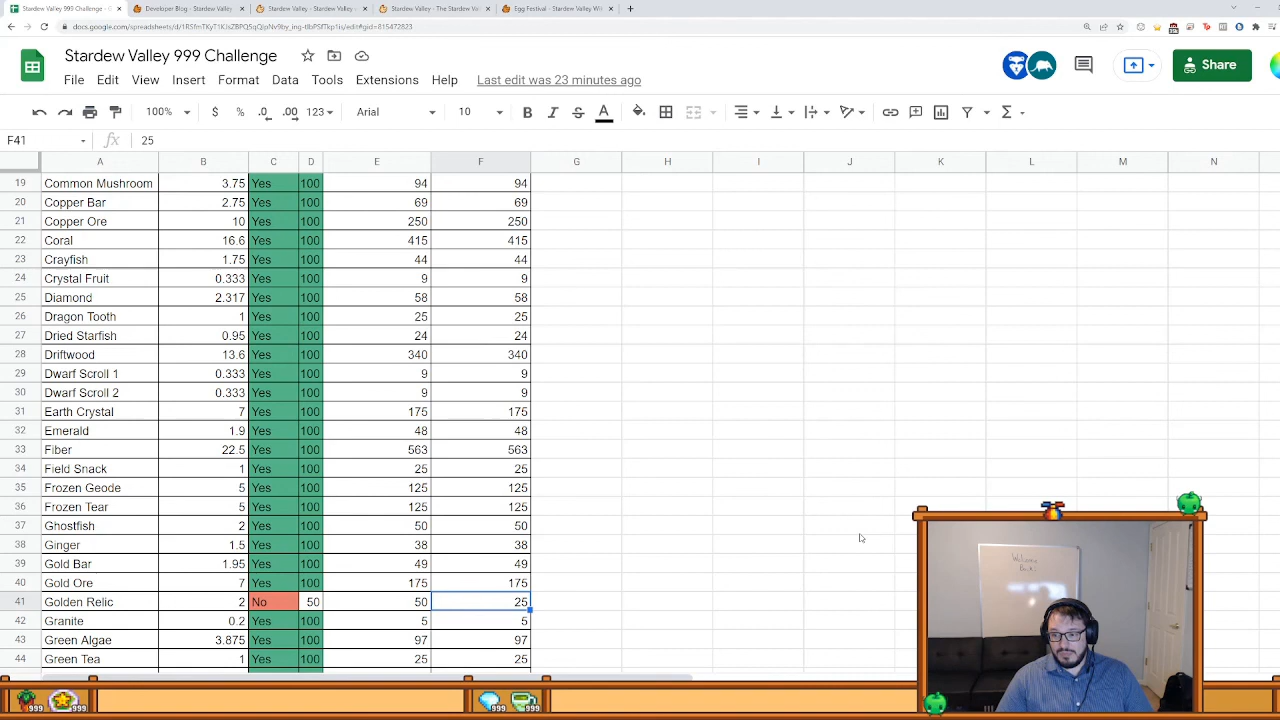 Stardew Valley 999 Challenge - 
Developer Blog - Stardew Valley
Stardew Valley - Stardew Valley
Stardew Valley - The Stardew Valley
Egg Festival - Stardew Valley Wiki
Stardew Valley 999 Challenge
File Edit View Insert Format Data Tools Extensions Help Last edit was 23 minutes ago
Share
100% $ % .0 .00 123 Arial 10 B I S A
F41 fx 25
A B C D E F G H I J K L M N
19 Common Mushroom 3.75 Yes 100 94 94
20 Copper Bar 2.75 Yes 100 69 69
21 Copper Ore 10 Yes 100 250 250
22 Coral 16.6 Yes 100 415 415
23 Crayfish 1.75 Yes 100 44 44
24 Crystal Fruit 0.333 Yes 100 9 9
25 Diamond 2.317 Yes 100 58 58
26 Dragon Tooth 1 Yes 100 25 25
27 Dried Starfish 0.95 Yes 100 24 24
28 Driftwood 13.6 Yes 100 340 340
29 Dwarf Scroll 1 0.333 Yes 100 9 9
30 Dwarf Scroll 2 0.333 Yes 100 9 9
31 Earth Crystal 7 Yes 100 175 175
32 Emerald 1.9 Yes 100 48 48
33 Fiber 22.5 Yes 100 563 563
34 Field Snack 1 Yes 100 25 25
35 Frozen Geode 5 Yes 100 125 125
36 Frozen Tear 5 Yes 100 125 125
37 Ghostfish 2 Yes 100 50 50
38 Ginger 1.5 Yes 100 38 38
39 Gold Bar 1.95 Yes 100 49 49
40 Gold Ore 7 Yes 100 175 175
41 Golden Relic 2 No 50 50 25
42 Granite 0.2 Yes 100 5 5
43 Green Algae 3.875 Yes 100 97 97
44 Green Tea 1 Yes 100 25 25
Welcome
Back
999 999 999 999